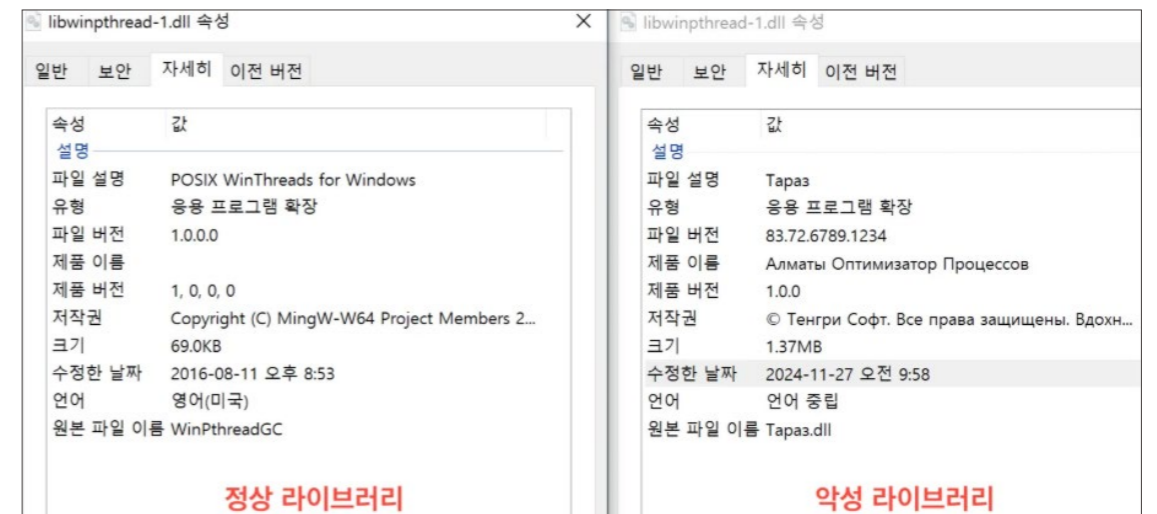 libwinpthread-1.dll 속성
일반 보안 자세히 이전 버전
속성 값
설명
파일 설명 POSIX WinThreads for Windows
유형 응용 프로그램 확장
파일 버전 1.0.0.0
제품 이름
제품 버전 1, 0, 0, 0
저작권 Copyright (C) MingW-W64 Project Members 2...
크기 69.0KB
수정한 날짜 2016-08-11 오후 8:53
언어 영어(미국)
원본 파일 이름 WinPthreadGC
정상 라이브러리
libwinpthread-1.dll 속성
일반 보안 자세히 이전 버전
속성 값
설명
파일 설명 Тараз
유형 응용 프로그램 확장
파일 버전 83.72.6789.1234
제품 이름 Алматы Оптимизатор Процессов
제품 버전 1.0.0
저작권 © Тенгри Софт. Все права защищены. Вдохн...
크기 1.37MB
수정한 날짜 2024-11-27 오전 9:58
언어 언어 중립
원본 파일 이름 Тараз.dll
악성 라이브러리